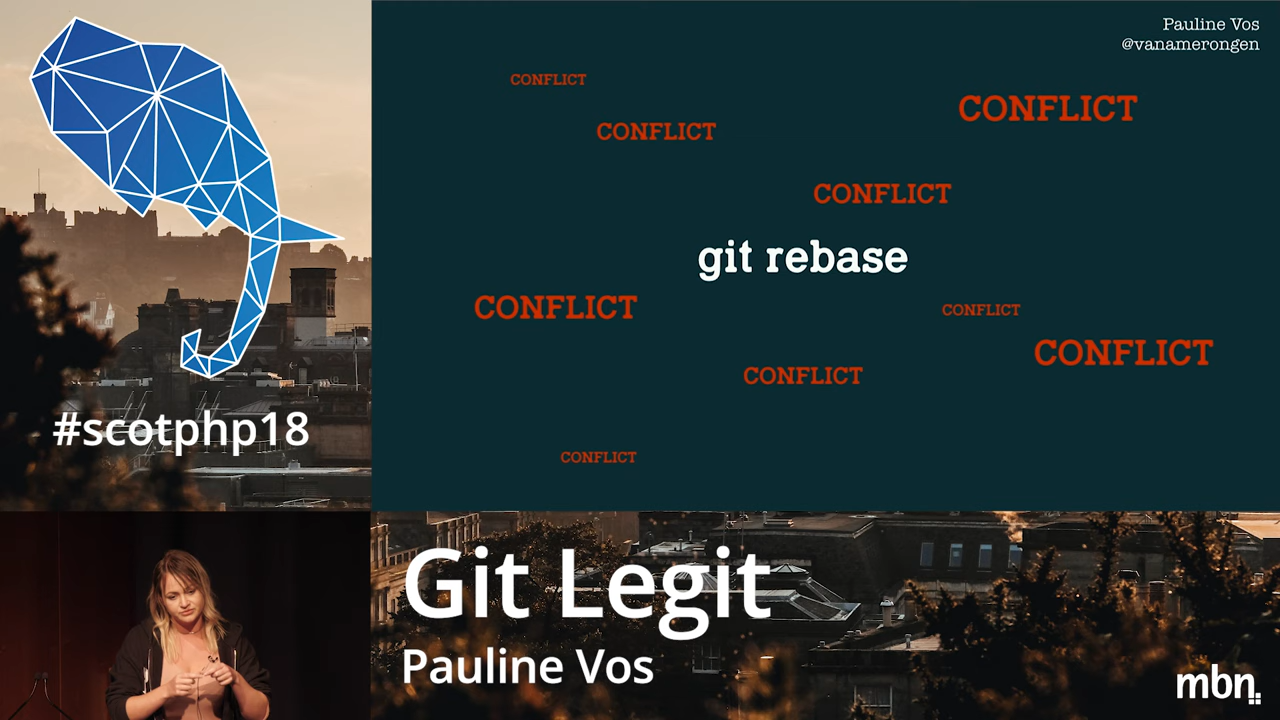 Pauline Vos
@vanamerongen
CONFLICT
CONFLICT
CONFLICT
CONFLICT
git rebase
CONFLICT
CONFLICT
CONFLICT
CONFLICT
CONFLICT
#scotphp18
Git Legit
Pauline Vos
mbn